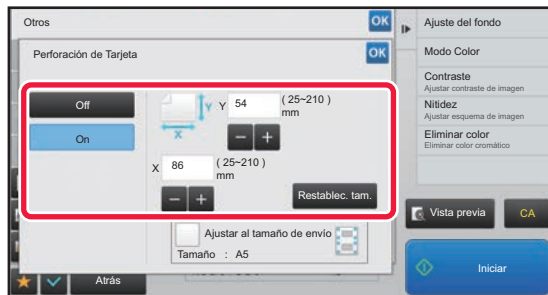 Otros
OK
Perforación de Tarjeta
OK
Off
On
Y
X
Y 54 ( 25~210 )
mm
X 86 ( 25~210 )
mm
Restablec. tam.
Ajustar al tamaño de envío
Tamaño : A5
Atrás
Ajuste del fondo
Modo Color
Contraste
Ajustar contraste de imagen
Nitidez
Ajustar esquema de imagen
Eliminar color
Eliminar color cromático
Vista previa
CA
Iniciar